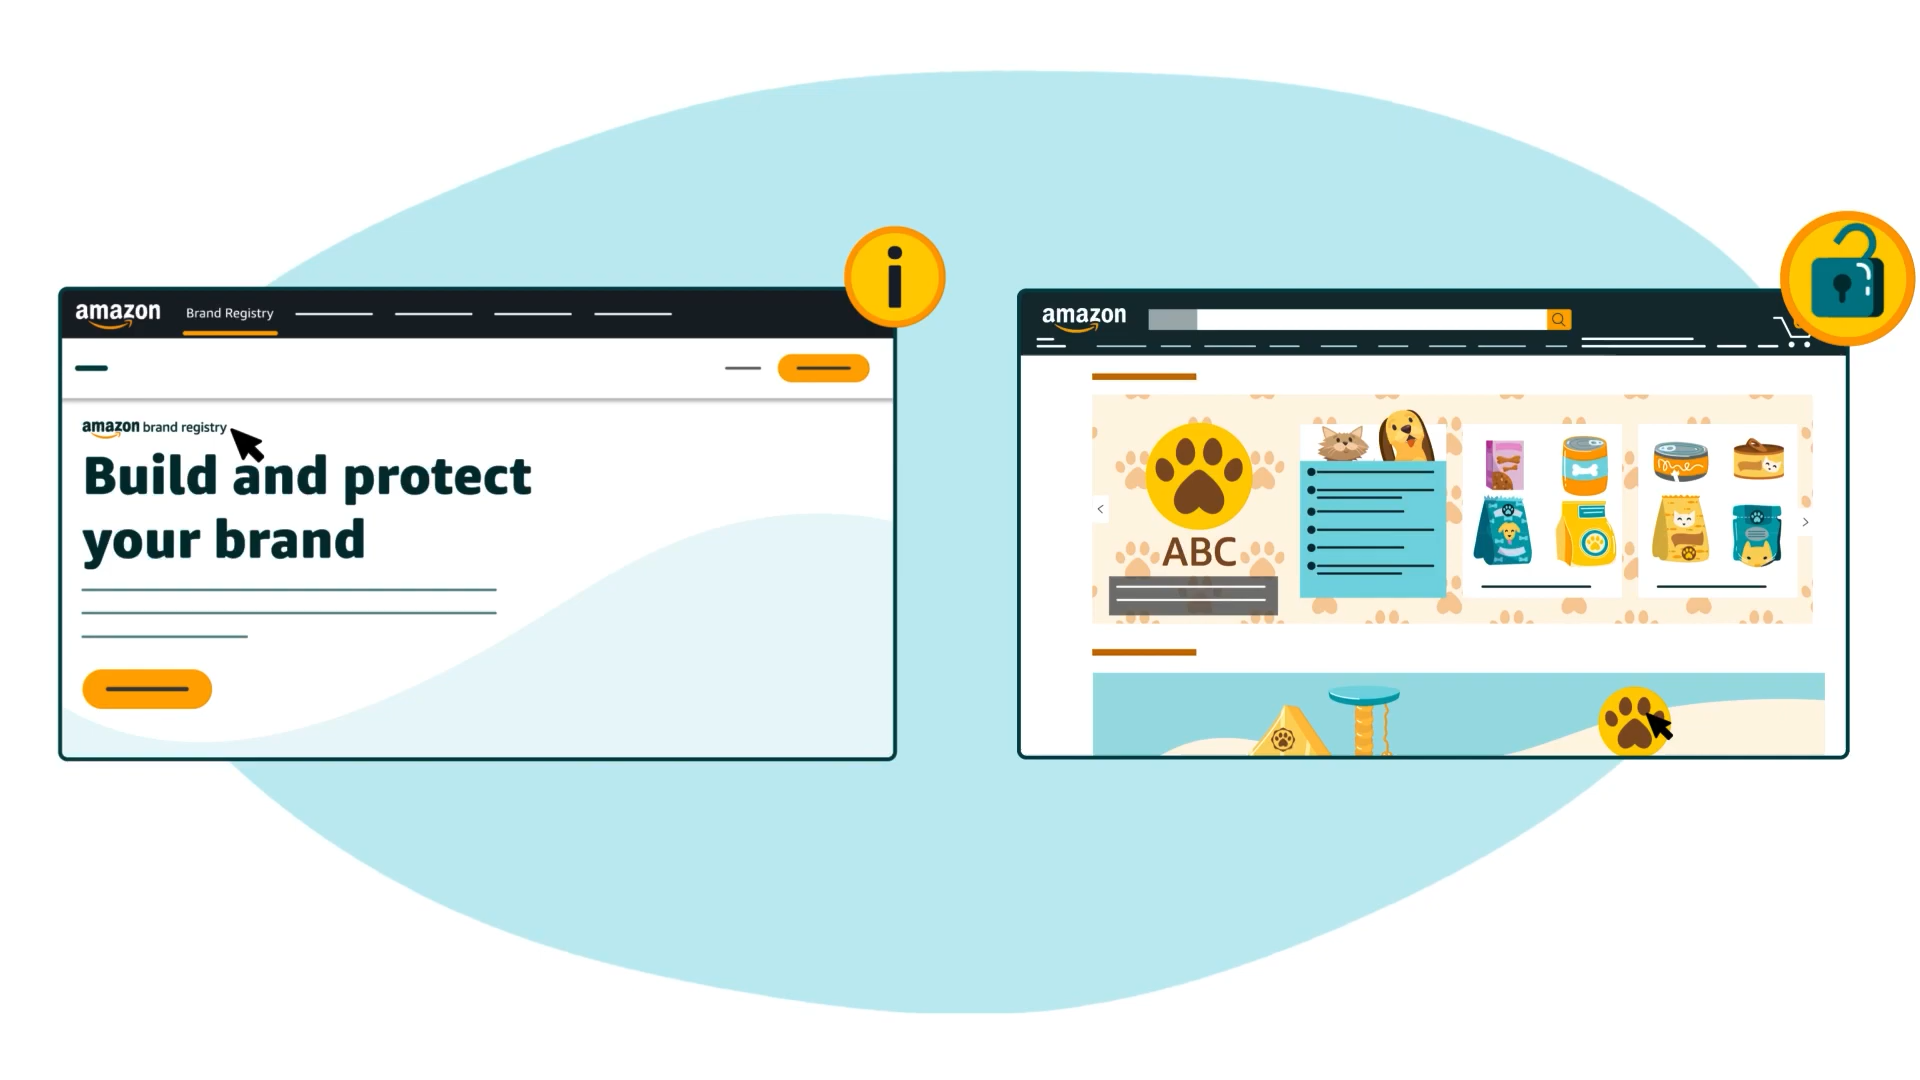 amazon Brand Registry
amazon brand registry
Build and protect
your brand
amazon
ABC